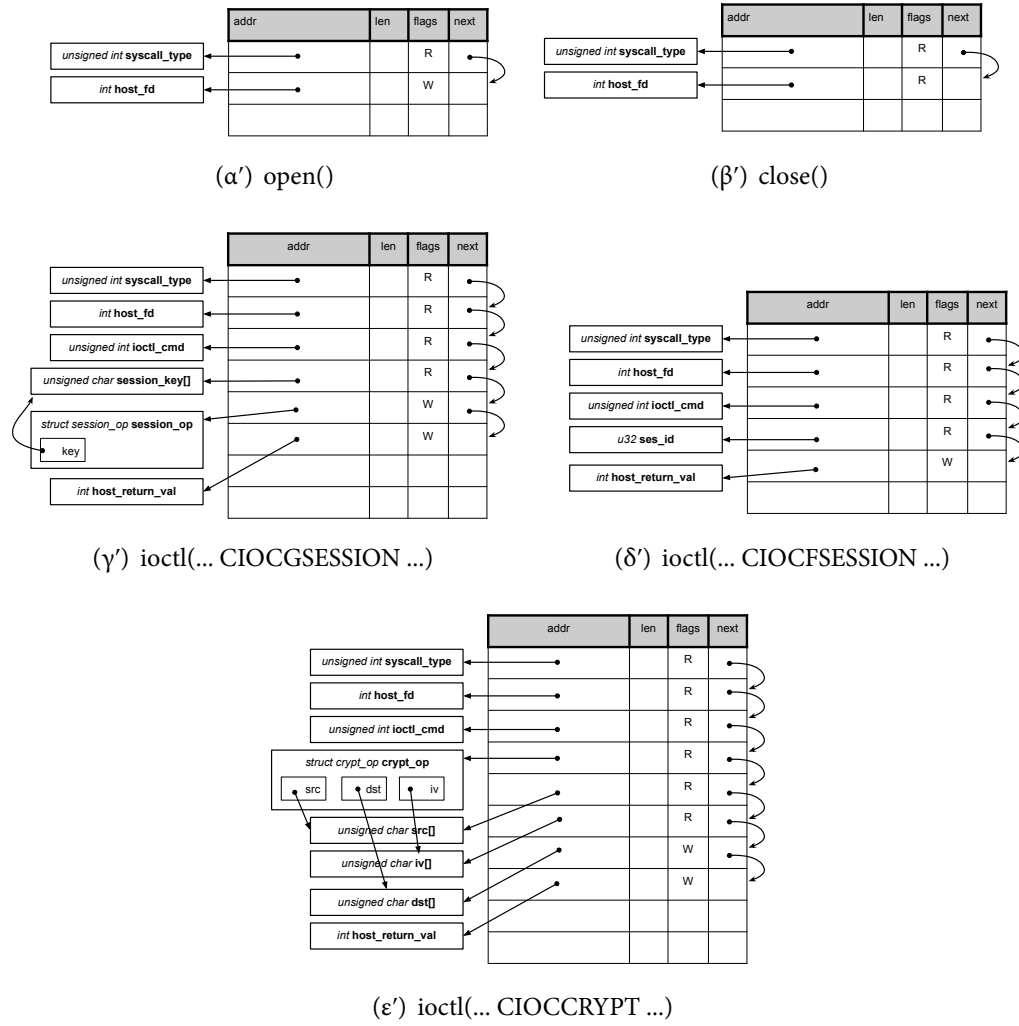 addr len flags next
unsigned int syscall_type R
int host_fd W
(α′) open()
addr len flags next
unsigned int syscall_type R
int host_fd R
(β′) close()
addr len flags next
unsigned int syscall_type R
int host_fd R
unsigned int ioctl_cmd R
unsigned char session_key[] R
struct session_op session_op W
key
int host_return_val W
(γ′) ioctl(... CIOCGSESSION ...)
addr len flags next
unsigned int syscall_type R
int host_fd R
unsigned int ioctl_cmd R
u32 ses_id R
int host_return_val W
(δ′) ioctl(... CIOCFSESSION ...)
addr len flags next
unsigned int syscall_type R
int host_fd R
unsigned int ioctl_cmd R
struct crypt_op crypt_op R
src dst iv
unsigned char src[] R
unsigned char iv[] R
unsigned char dst[] W
int host_return_val W
(ε′) ioctl(... CIOCCRYPT ...)